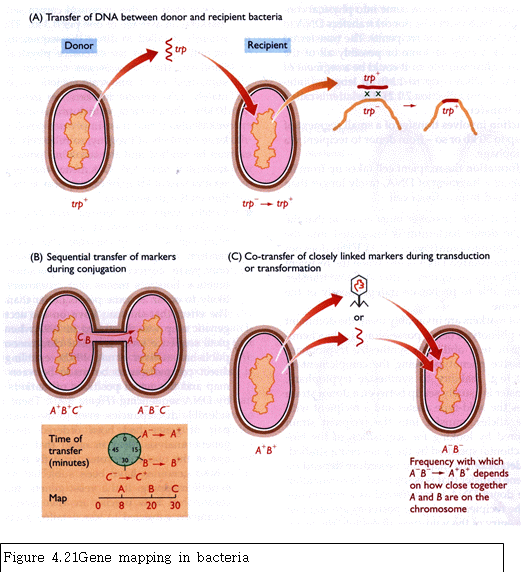 (A) Transfer of DNA between donor and recipient bacteria
Donor
Recipient
trp
trp⁺
x x
trp⁻
trp⁺
trp⁺
trp⁻ → trp⁺
(B) Sequential transfer of markers
during conjugation
C B A
A⁺B⁺C⁺
A⁻B⁻C⁻
Time of
transfer
(minutes)
0
45 15
30
A⁻ → A⁺
B⁻ → B⁺
C⁻ → C⁺
A B C
Map
0 8 20 30
(C) Co-transfer of closely linked markers during transduction
or transformation
or
A⁺B⁺
A⁻B⁻
Frequency with which
A⁻B⁻ → A⁺B⁺ depends
on how close together
A and B are on the
chromosome
Figure 4.21Gene mapping in bacteria